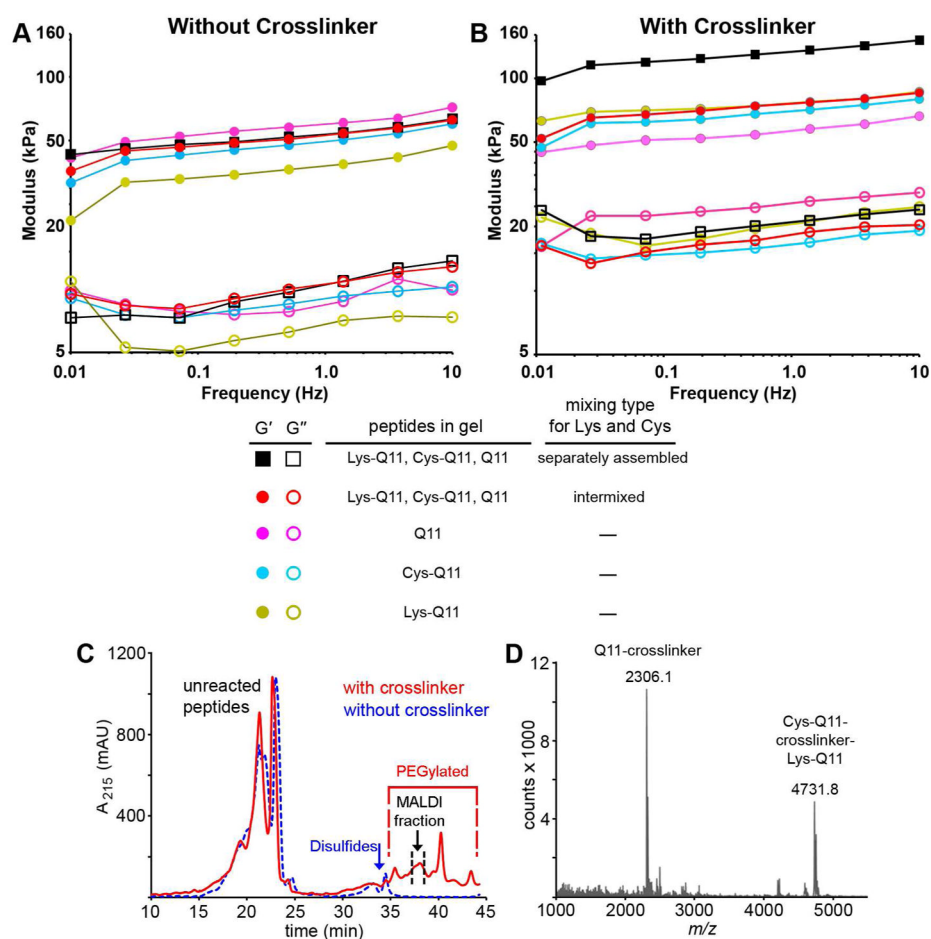 A
Without Crosslinker
160
100
50
20
5
Modulus (kPa)
0.01
0.1
1
10
Frequency (Hz)
B
With Crosslinker
160
100
50
20
5
Modulus (kPa)
0.01
0.1
1
10
Frequency (Hz)
G′ G″ peptides in gel mixing type for Lys and Cys
Lys-Q11, Cys-Q11, Q11 separately assembled
Lys-Q11, Cys-Q11, Q11 intermixed
Q11 —
Cys-Q11 —
Lys-Q11 —
C
1200
1000
800
400
A215 (mAU)
unreacted
peptides
with crosslinker
without crosslinker
PEGylated
MALDI
fraction
Disulfides
10 15 20 25 30 35 40 45
time (min)
D
Q11-crosslinker
2306.1
Cys-Q11-
crosslinker-
Lys-Q11
4731.8
12
8
4
counts x 1000
1000 2000 3000 4000 5000
m/z